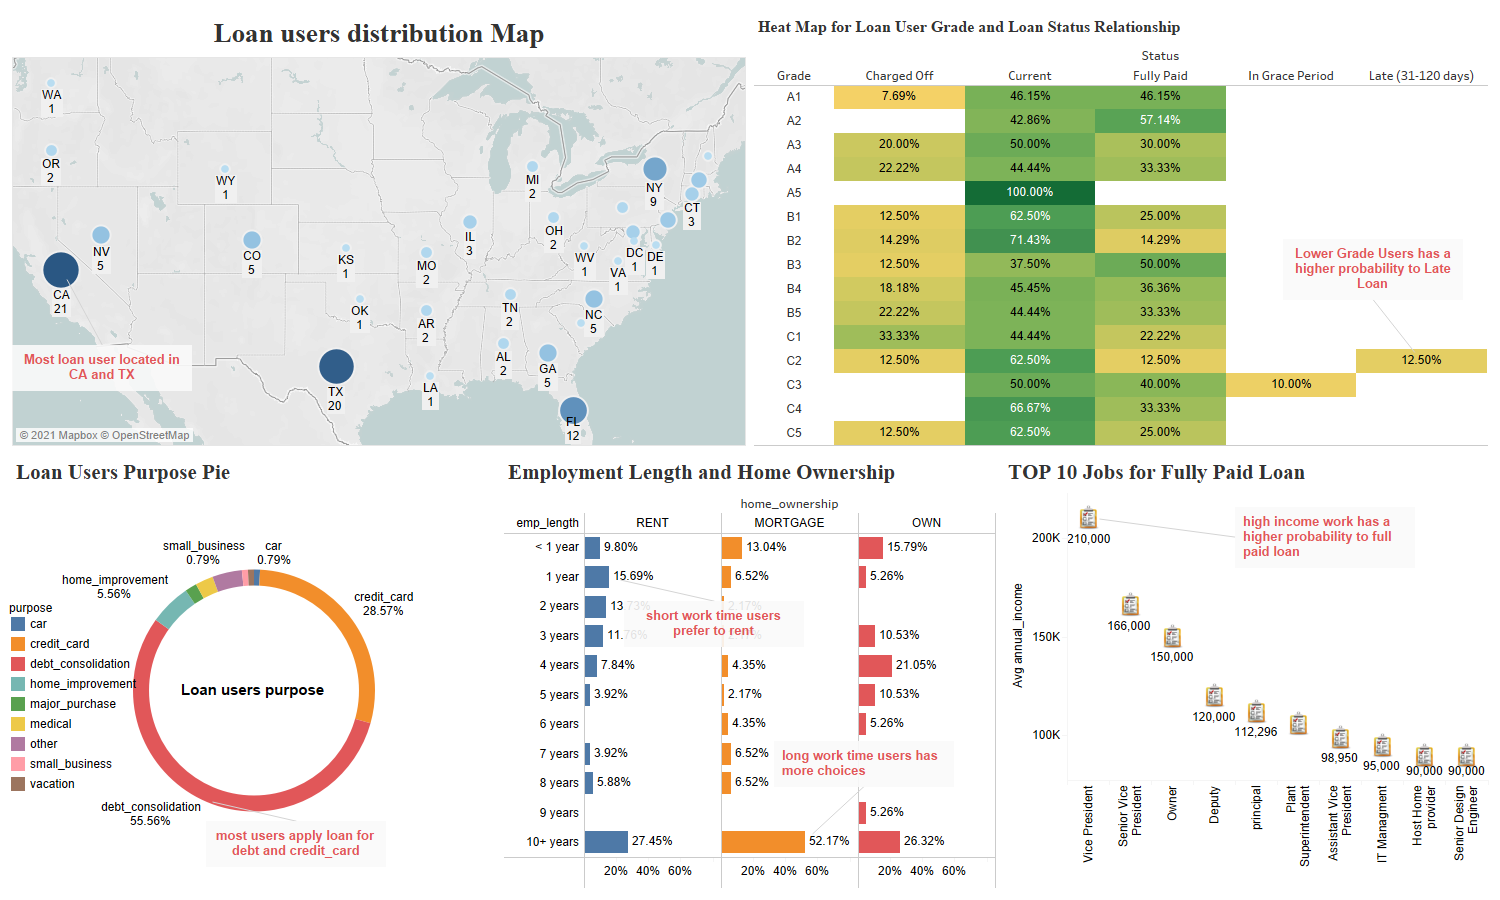 Loan users distribution Map
WA
1
OR
2
WY
1
MI
2
NY
9
CT
3
NV
5
CO
5
KS
1
IL
3
OH
2
WV
1
DC
1
DE
1
VA
1
MO
2
CA
21
OK
1
AR
2
TN
2
NC
5
AL
2
GA
5
TX
20
LA
1
FL
12
Most loan user located in
CA and TX
© 2021 Mapbox © OpenStreetMap
Heat Map for Loan User Grade and Loan Status Relationship
Status
Grade Charged Off Current Fully Paid In Grace Period Late (31-120 days)
A1 7.69% 46.15% 46.15%
A2 42.86% 57.14%
A3 20.00% 50.00% 30.00%
A4 22.22% 44.44% 33.33%
A5 100.00%
B1 12.50% 62.50% 25.00%
B2 14.29% 71.43% 14.29%
B3 12.50% 37.50% 50.00%
B4 18.18% 45.45% 36.36%
B5 22.22% 44.44% 33.33%
C1 33.33% 44.44% 22.22%
C2 12.50% 62.50% 12.50% 12.50%
C3 50.00% 40.00% 10.00%
C4 66.67% 33.33%
C5 12.50% 62.50% 25.00%
Lower Grade Users has a
higher probability to Late
Loan
Loan Users Purpose Pie
small_business
0.79%
car
0.79%
home_improvement
5.56%
credit_card
28.57%
purpose
car
credit_card
debt_consolidation
home_improvement
major_purchase
medical
other
small_business
vacation
Loan users purpose
debt_consolidation
55.56%
most users apply loan for
debt and credit_card
Employment Length and Home Ownership
home_ownership
emp_length RENT MORTGAGE OWN
< 1 year 9.80% 13.04% 15.79%
1 year 15.69% 6.52% 5.26%
2 years 13.73% 2.17%
3 years 11.76% 10.53%
4 years 7.84% 4.35% 21.05%
5 years 3.92% 2.17% 10.53%
6 years 4.35% 5.26%
7 years 3.92% 6.52%
8 years 5.88% 6.52%
9 years 5.26%
10+ years 27.45% 52.17% 26.32%
20% 40% 60% 20% 40% 60% 20% 40% 60%
short work time users
prefer to rent
long work time users has
more choices
TOP 10 Jobs for Fully Paid Loan
high income work has a
higher probability to full
paid loan
Avg annual_income
200K
150K
100K
210,000
166,000
150,000
120,000
112,296
98,950
95,000
90,000
90,000
Vice President
Senior Vice
President
Owner
Deputy
principal
Plant
Superintendent
Assistant Vice
President
IT Managment
Host Home
provider
Senior Design
Engineer